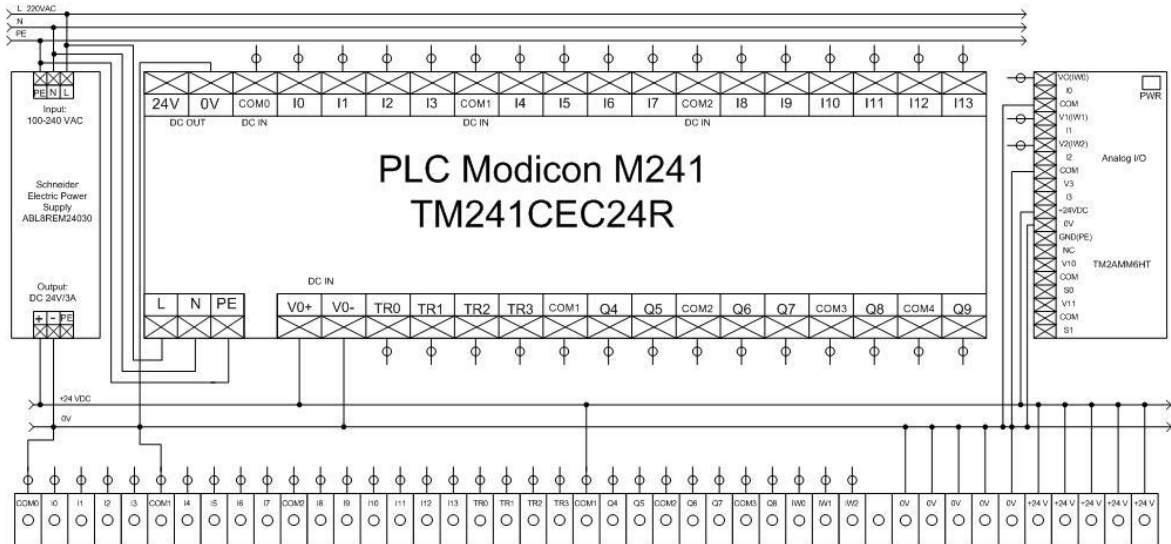 L 220VAC
N
PE
PE N L
Input:
100-240 VAC
Schneider
Electric Power
Supply
ABL8REM24030
Output:
DC 24V/3A
+ - PE
24V 0V COM0 I0 I1 I2 I3 COM1 I4 I5 I6 I7 COM2 I8 I9 I10 I11 I12 I13
DC OUT DC IN DC IN DC IN
PLC Modicon M241
TM241CEC24R
DC IN
L N PE V0+ V0- TR0 TR1 TR2 TR3 COM1 Q4 Q5 COM2 Q6 Q7 COM3 Q8 COM4 Q9
VC(IW0)
I0
COM
V1(IW1)
I1
V2(IW2)
I2
COM
V3
I3
+24VDC
0V
GND(PE)
NC
V10
COM
S0
V11
COM
S1
PWR
Analog I/O
TM2AMM6HT
+24 VDC
0V
COM0 I0 I1 I2 I3 COM1 I4 I5 I6 I7 COM2 I8 I9 I10 I11 I12 I13 TR0 TR1 TR2 TR3 COM1 Q4 Q5 COM2 Q6 Q7 COM3 Q8 IW0 IW1 IW2 0V 0V 0V 0V 0V +24 V +24 V +24 V +24 V +24 V